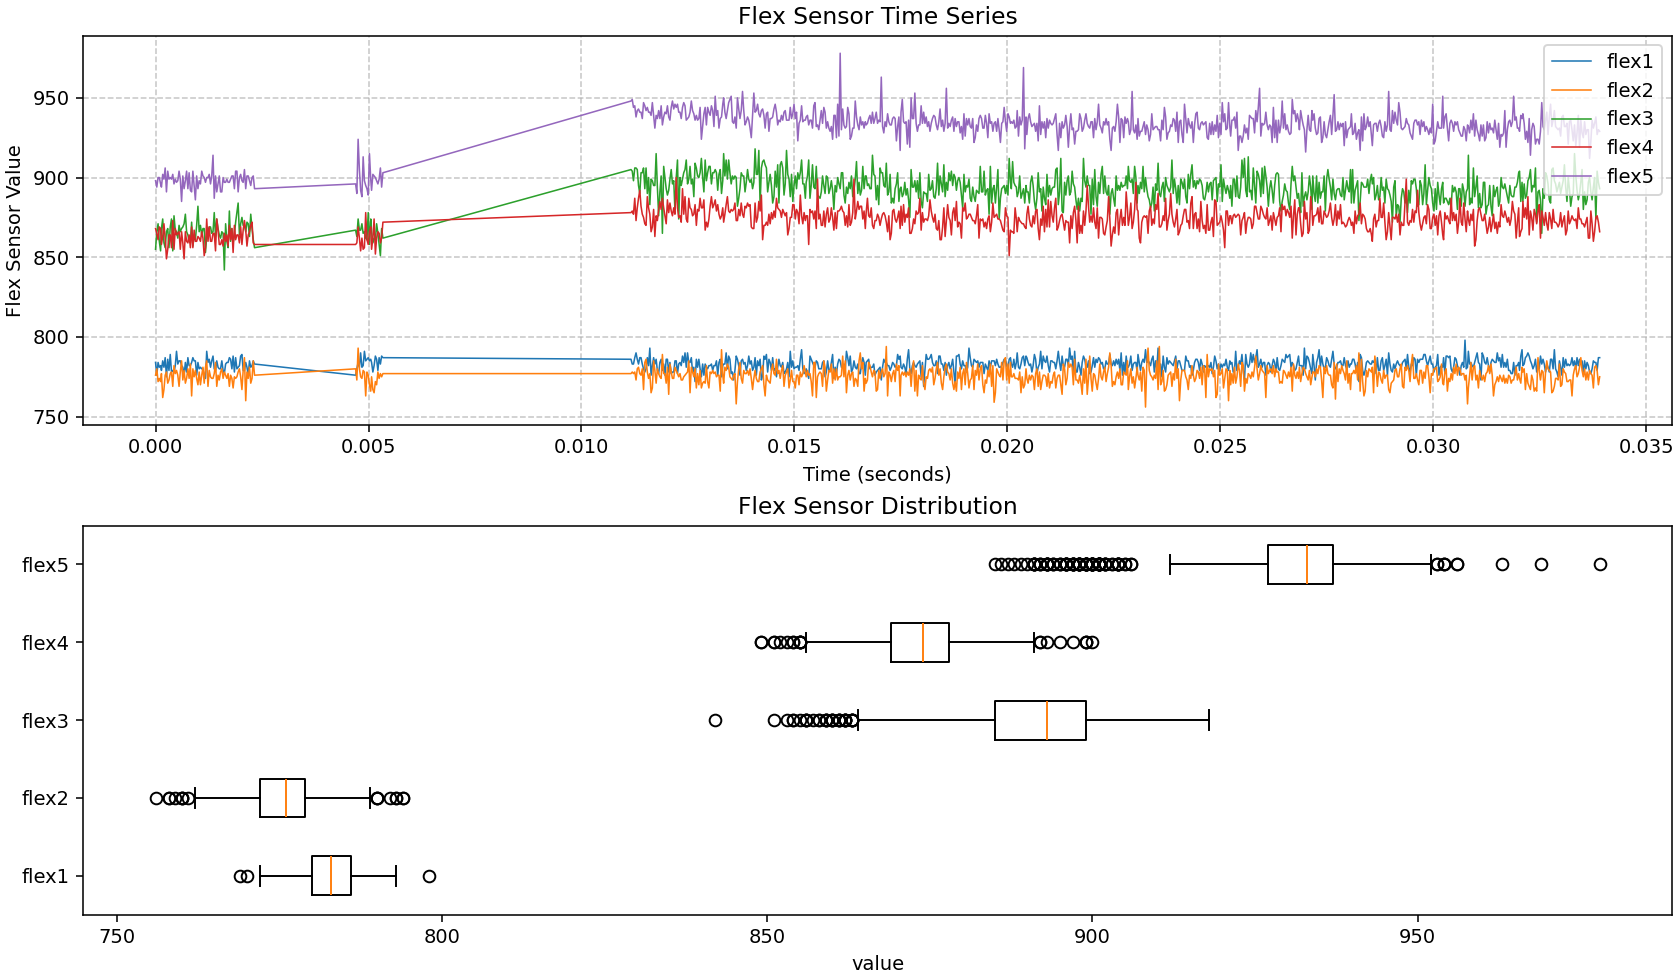 Flex Sensor Time Series
Flex Sensor Value
950
900
850
800
750
flex1
flex2
flex3
flex4
flex5
0.000 0.005 0.010 0.015 0.020 0.025 0.030 0.035
Time (seconds)
Flex Sensor Distribution
flex5
flex4
flex3
flex2
flex1
750 800 850 900 950
value